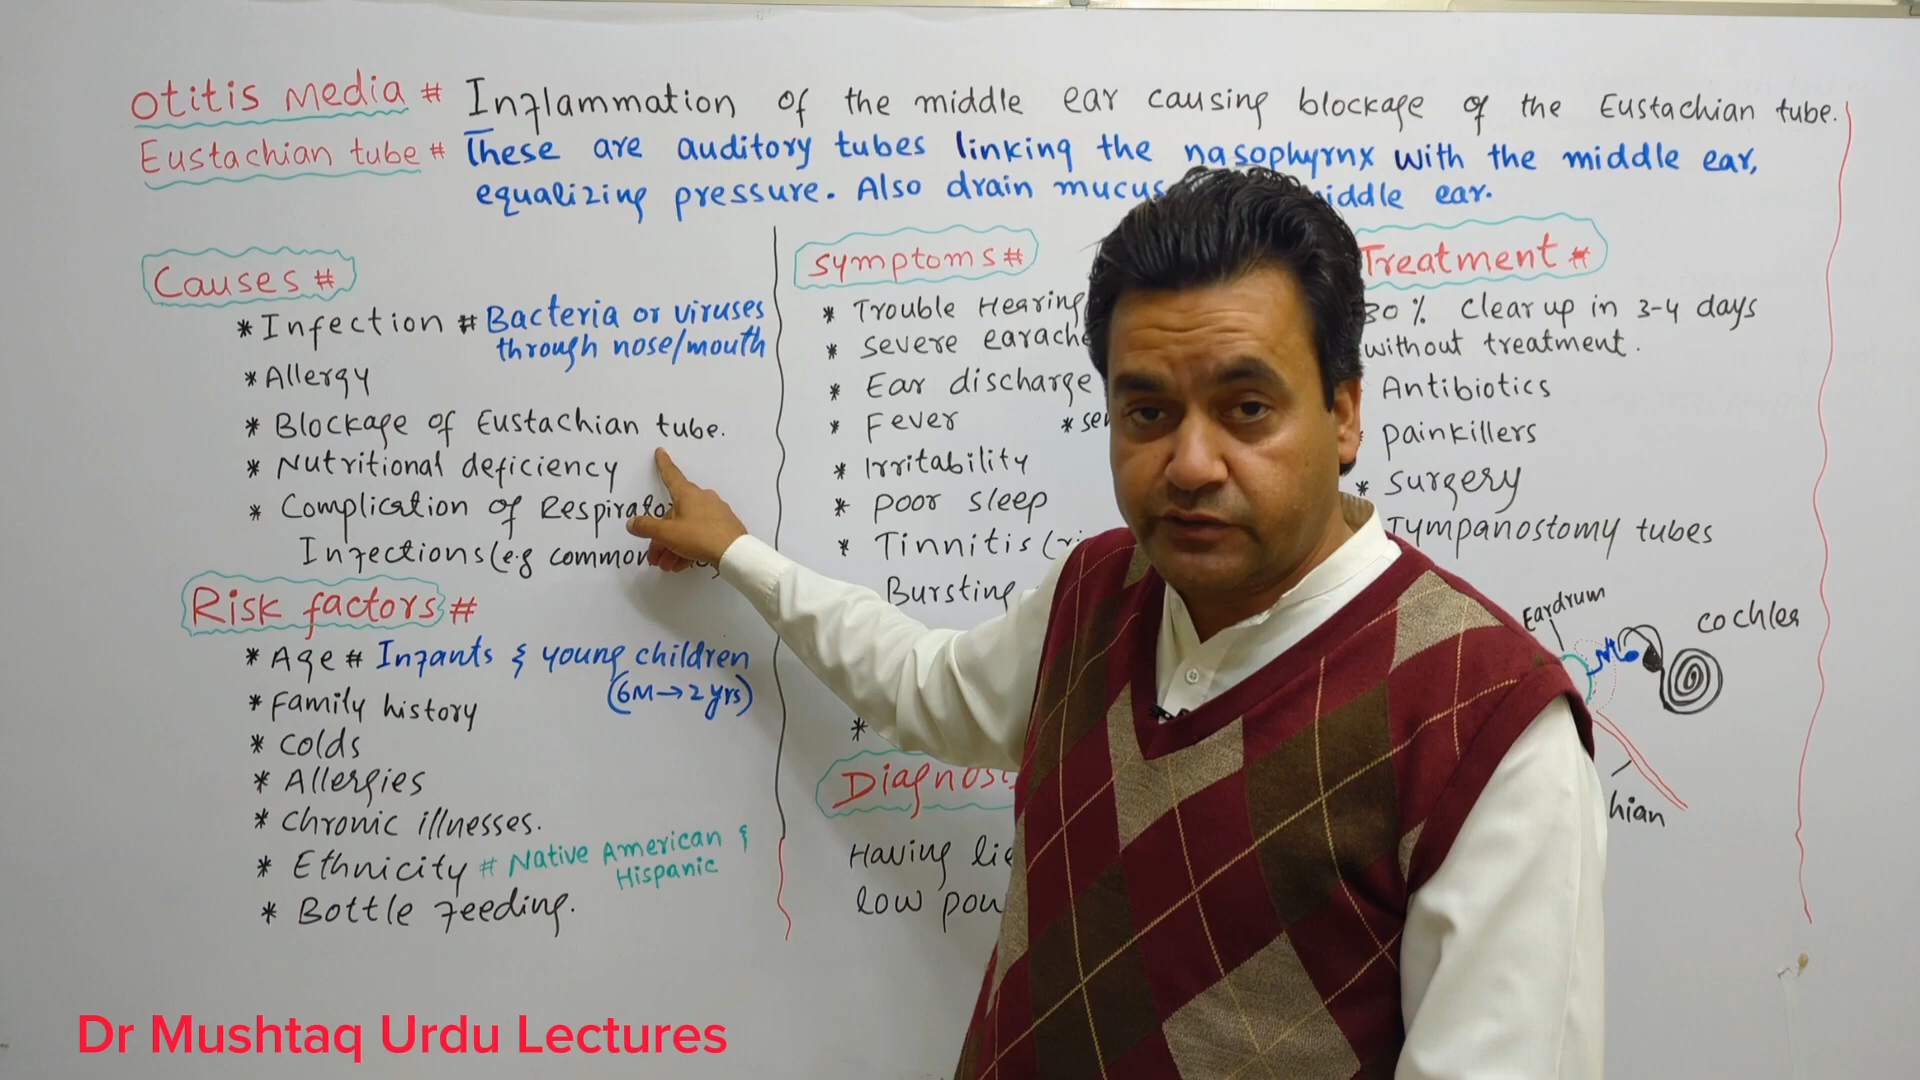 Otitis Media # Inflammation of the middle ear causing blockage of the Eustachian tube.
Eustachian tube # These are auditory tubes linking the nasophyrnx with the middle ear,
equalizing pressure. Also drain mucus iddle ear.
Causes #
* Infection # Bacteria or viruses
through nose/mouth
* Allergy
* Blockage of Eustachian tube.
* Nutritional deficiency
* Complication of Respirato
Infections (e.g common
Risk factors #
* Age # Infants & young children
(6M → 2 yrs)
* Family history
* Colds
* Allergies
* Chronic illnesses.
* Ethnicity # Native American &
Hispanic
* Bottle feeding.
Symptoms #
* Trouble Hearing
* Severe earache
* Ear discharge
* Fever * se
* Irritability
* Poor sleep
* Tinnitis (ri
Bursting
*
Diagnosi
Having
low pow
Treatment #
80% Clear up in 3-4 days
without treatment.
Antibiotics
* Painkillers
* Surgery
Tympanostomy tubes
Eardrum
Cochlea
hian
Dr Mushtaq Urdu Lectures